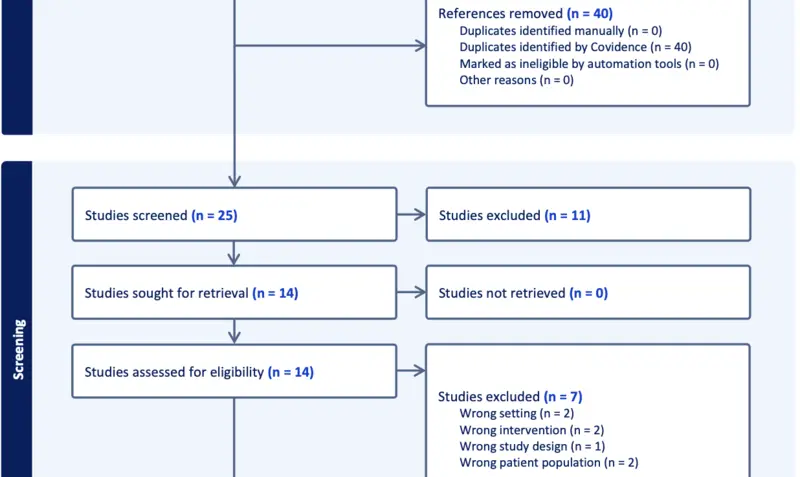 References removed (n = 40)
Duplicates identified manually (n = 0)
Duplicates identified by Covidence (n = 40)
Marked as ineligible by automation tools (n = 0)
Other reasons (n = 0)
Screening
Studies screened (n = 25)
Studies excluded (n = 11)
Studies sought for retrieval (n = 14)
Studies not retrieved (n = 0)
Studies assessed for eligibility (n = 14)
Studies excluded (n = 7)
Wrong setting (n = 2)
Wrong intervention (n = 2)
Wrong study design (n = 1)
Wrong patient population (n = 2)